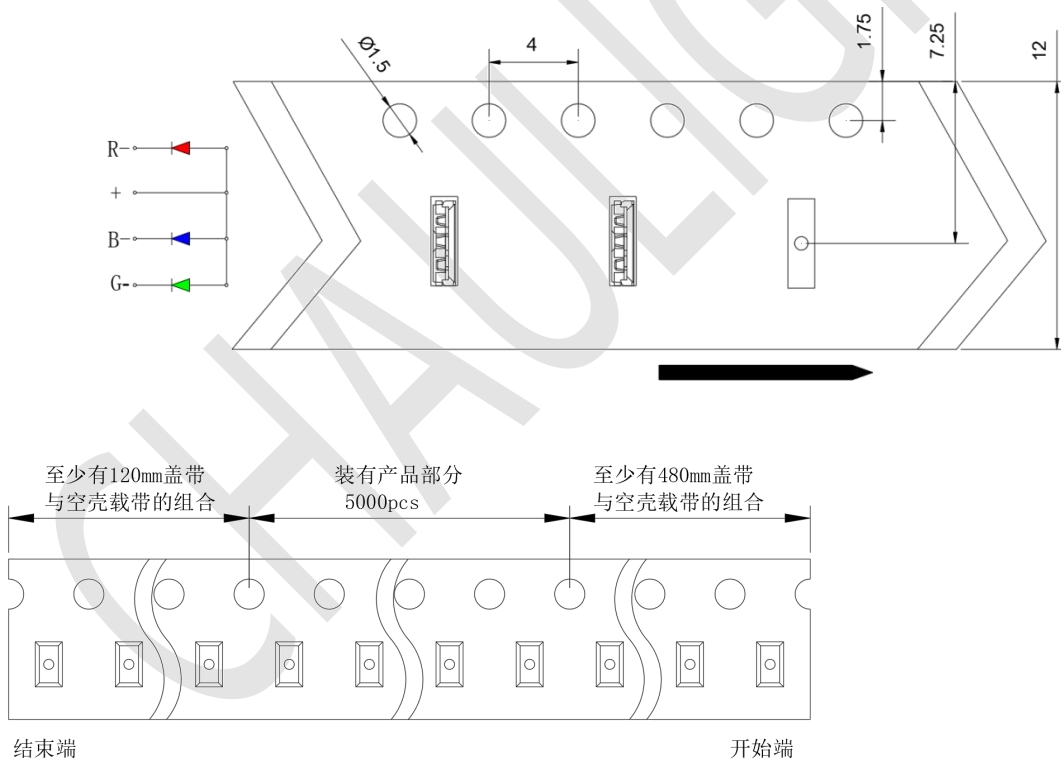 Ø1.5
4
1.75
7.25
12
R-
+
B-
G-
至少有120mm盖带
与空壳载带的组合
装有产品部分
5000pcs
至少有480mm盖带
与空壳载带的组合
结束端
开始端